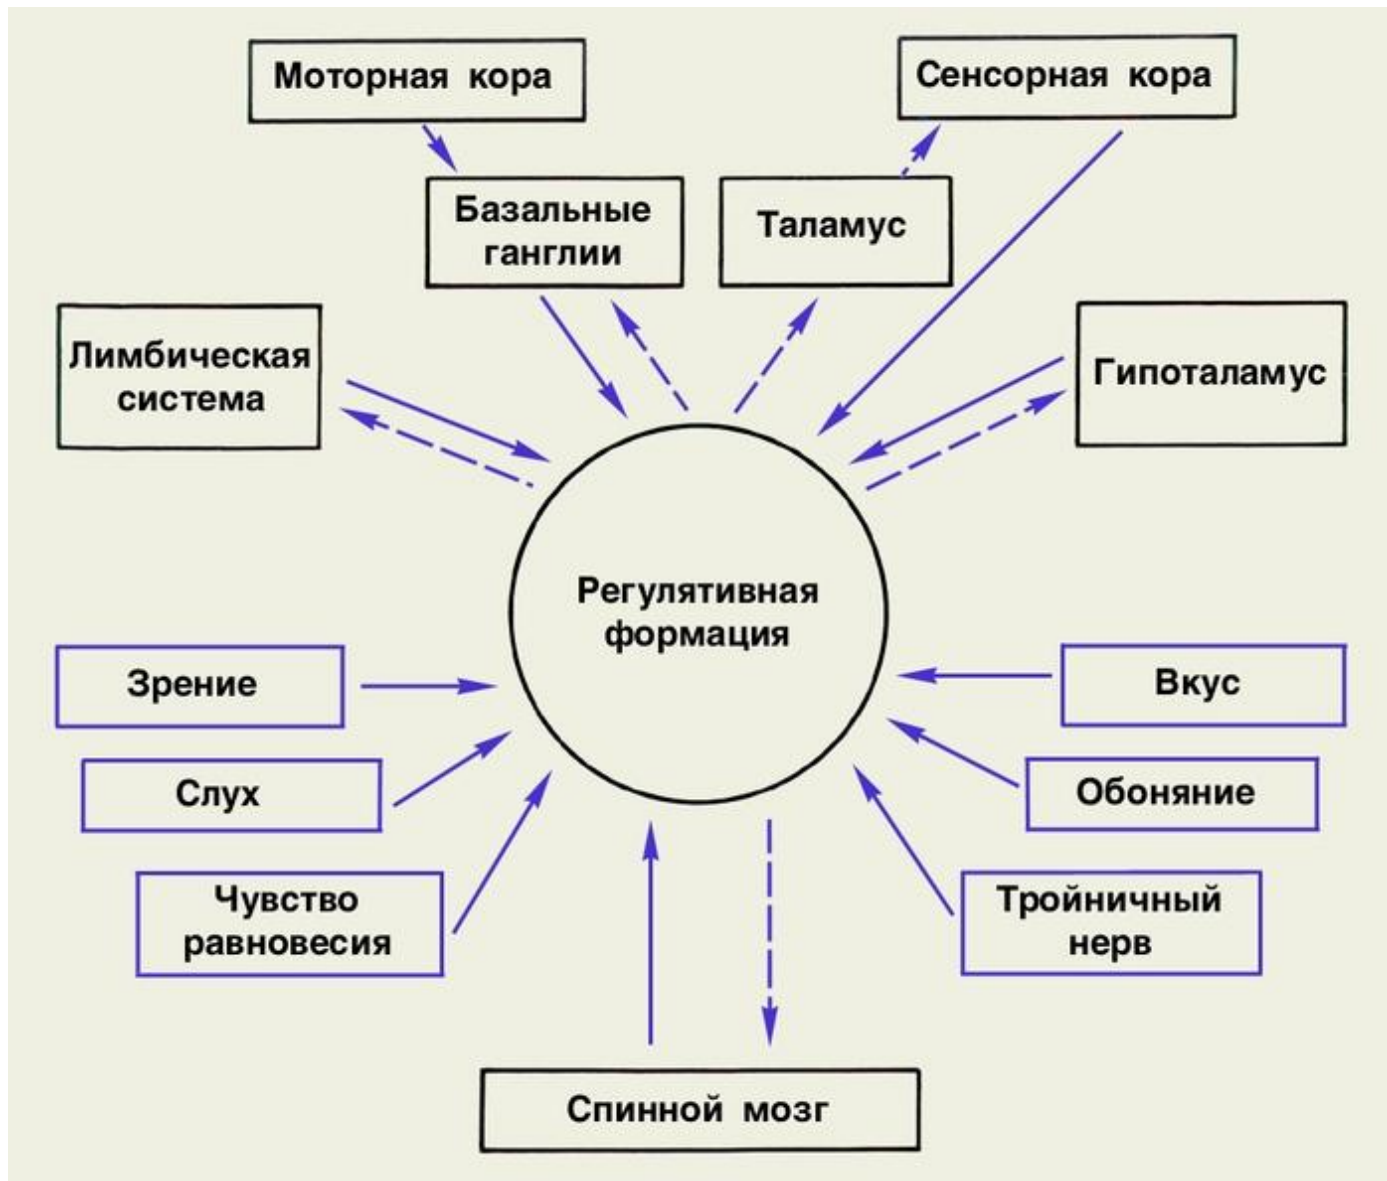 Моторная кора
Сенсорная кора
Базальные
ганглии
Таламус
Лимбическая
система
Гипоталамус
Регулятивная
формация
Зрение
Вкус
Слух
Обоняние
Чувство
равновесия
Тройничный
нерв
Спинной мозг